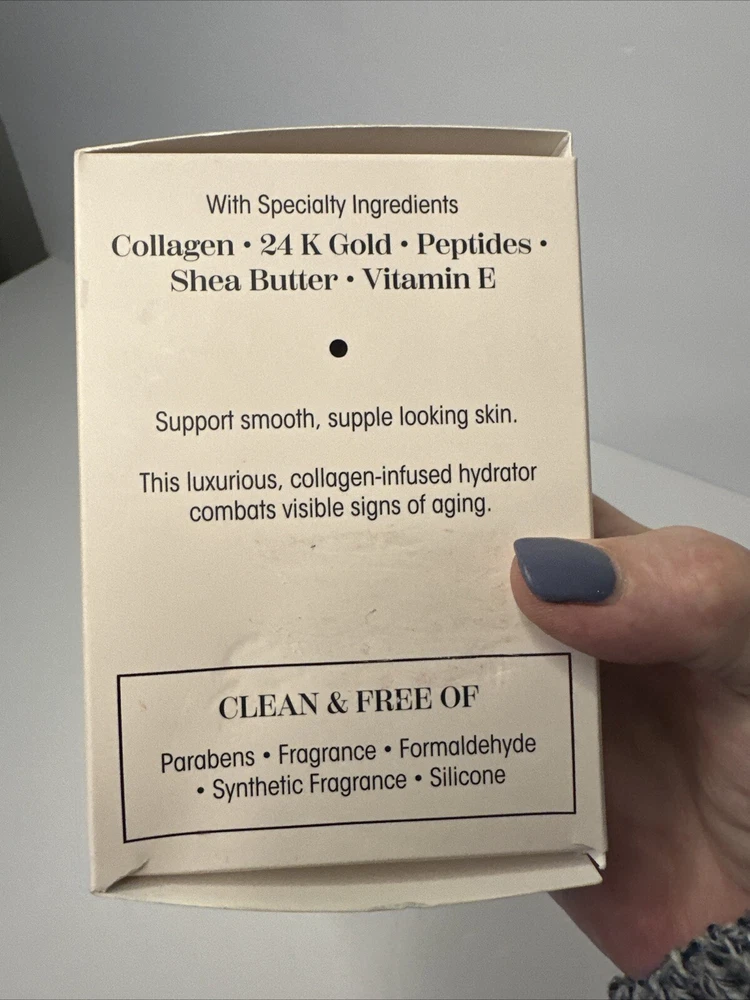 With Specialty Ingredients
Collagen • 24 K Gold • Peptides •
Shea Butter • Vitamin E
Support smooth, supple looking skin.
This luxurious, collagen-infused hydrator
combats visible signs of aging.
CLEAN & FREE OF
Parabens • Fragrance • Formaldehyde
• Synthetic Fragrance • Silicone